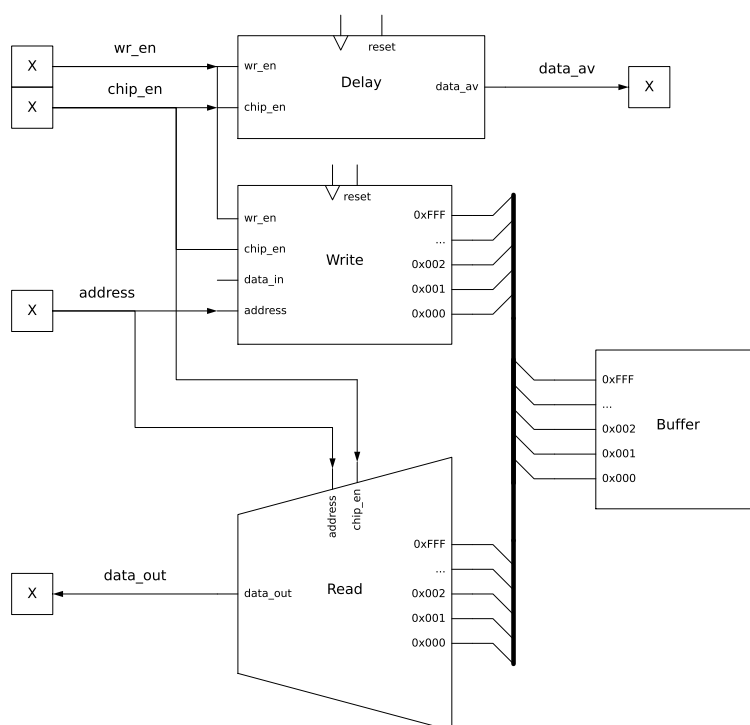 reset
X
wr_en
wr_en
Delay
data_av
data_av
X
X
chip_en
chip_en
reset
wr_en
0xFFF
...
chip_en
Write
0x002
data_in
0x001
X
address
address
0x000
0xFFF
...
0x002
Buffer
0x001
0x000
address
chip_en
0xFFF
...
X
data_out
data_out
Read
0x002
0x001
0x000